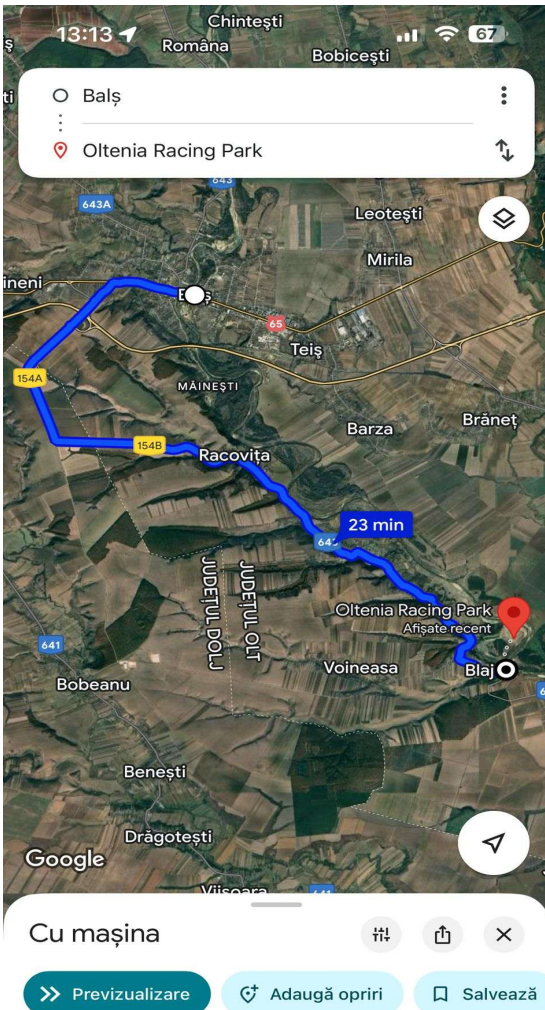 Chintești
13:13
Româna
67
Bobicești
Balș
Oltenia Racing Park
643
643A
Leotești
Mirila
ineni
65
Teiș
154A
MĂINEȘTI
Barza
Brăneț
154B
Racovița
23 min
JUDEȚUL DOLJ
JUDEȚUL OLT
Oltenia Racing Park
Afișate recent
641
Voineasa
Blaj
Bobeanu
Benești
Drăgotești
Google
Viișoara
641
Cu mașina
Previzualizare
Adaugă opriri
Salvează